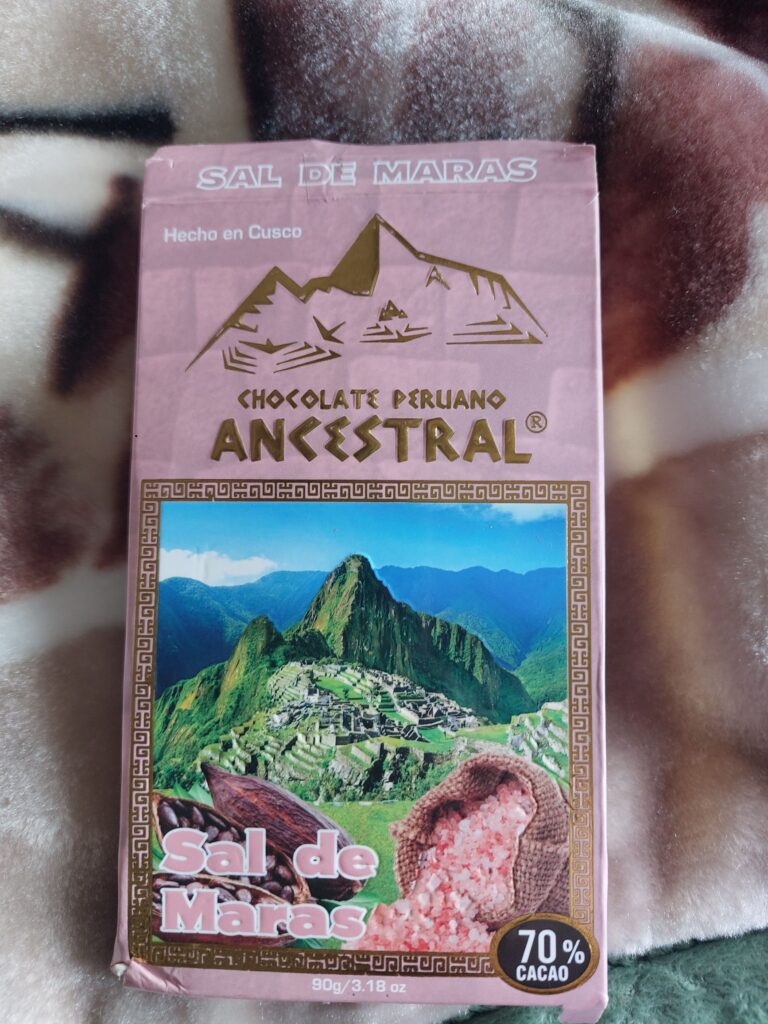 SAL DE MARAS
Hecho en Cusco
CHOCOLATE PERUANO
ANCESTRAL®
Sal de
Maras
70%
CACAO
90g/3.18 oz